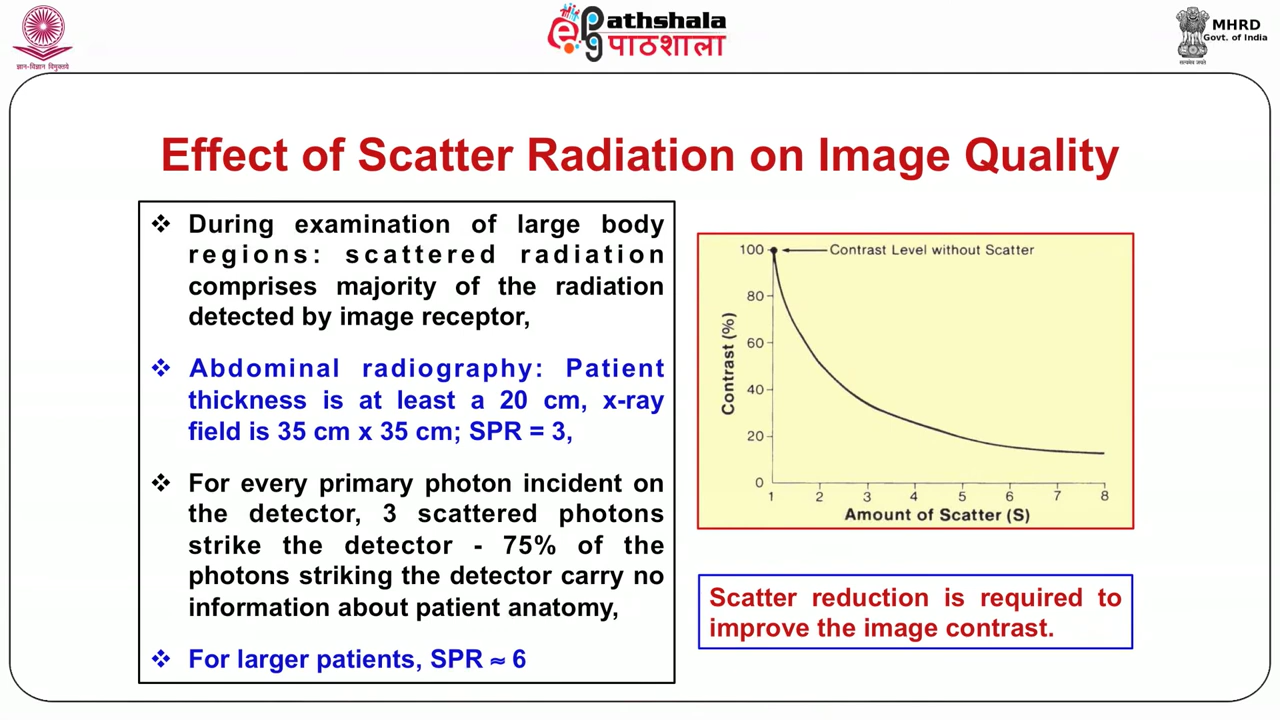 ज्ञान-विज्ञान विमुक्तये
ePathshala
पाठशाला
MHRD
Govt. of India
सत्यमेव जयते
Effect of Scatter Radiation on Image Quality
❖ During examination of large body
regions: scattered radiation
comprises majority of the radiation
detected by image receptor,
❖ Abdominal radiography: Patient
thickness is at least a 20 cm, x-ray
field is 35 cm x 35 cm; SPR = 3,
❖ For every primary photon incident on
the detector, 3 scattered photons
strike the detector - 75% of the
photons striking the detector carry no
information about patient anatomy,
❖ For larger patients, SPR ≈ 6
Contrast Level without Scatter
Contrast (%)
100
80
60
40
20
0
1 2 3 4 5 6 7 8
Amount of Scatter (S)
Scatter reduction is required to
improve the image contrast.